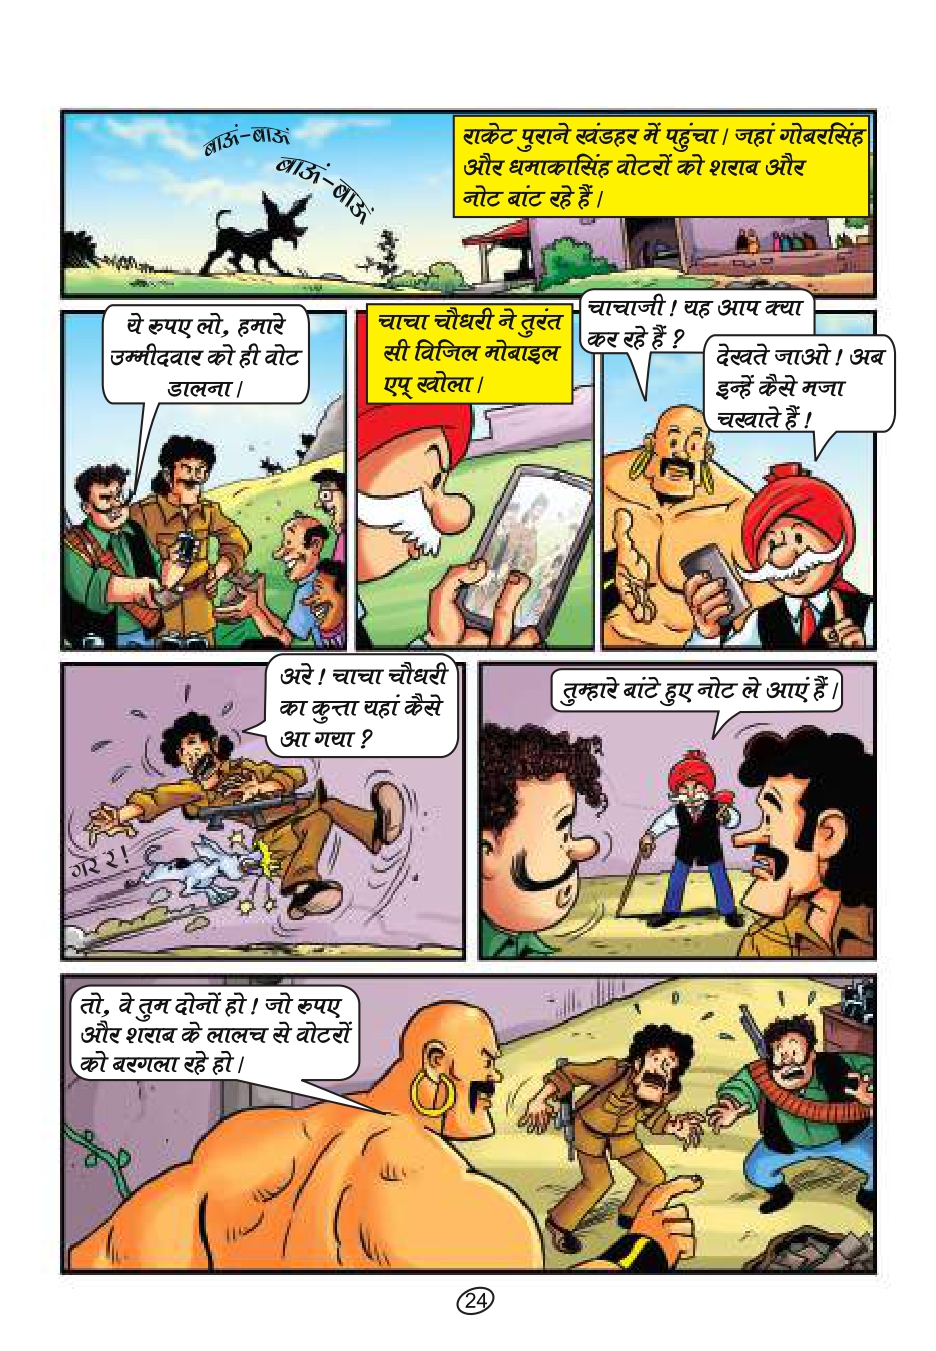 बाऊं-बाऊं
बाऊं-बाऊं
राकेट पुराने खंडहर में पहुंचा। जहां गोबरसिंह
और धमाकासिंह वोटरों को शराब और
नोट बांट रहे हैं।
ये रुपए लो, हमारे
उम्मीदवार को ही वोट
डालना।
चाचा चौधरी ने तुरंत
सी विजिल मोबाइल
एप् खोला।
चाचाजी! यह आप क्या
कर रहे हैं?
देखते जाओ! अब
इन्हें कैसे मजा
चखाते हैं!
अरे! चाचा चौधरी
का कुत्ता यहां कैसे
आ गया?
गर र!
तुम्हारे बांटे हुए नोट ले आएं हैं।
तो, वे तुम दोनों हो! जो रुपए
और शराब के लालच से वोटरों
को बरगला रहे हो।
24